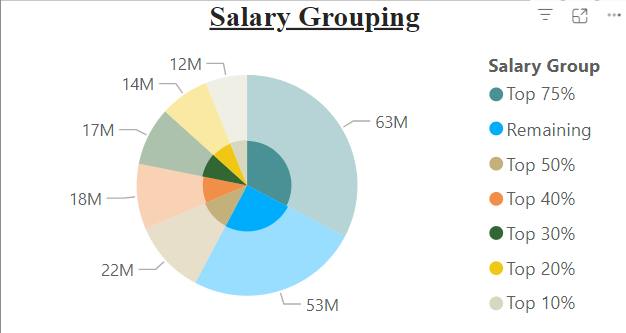 Salary Grouping
12M
14M
17M
18M
22M
53M
63M
Salary Group
Top 75%
Remaining
Top 50%
Top 40%
Top 30%
Top 20%
Top 10%